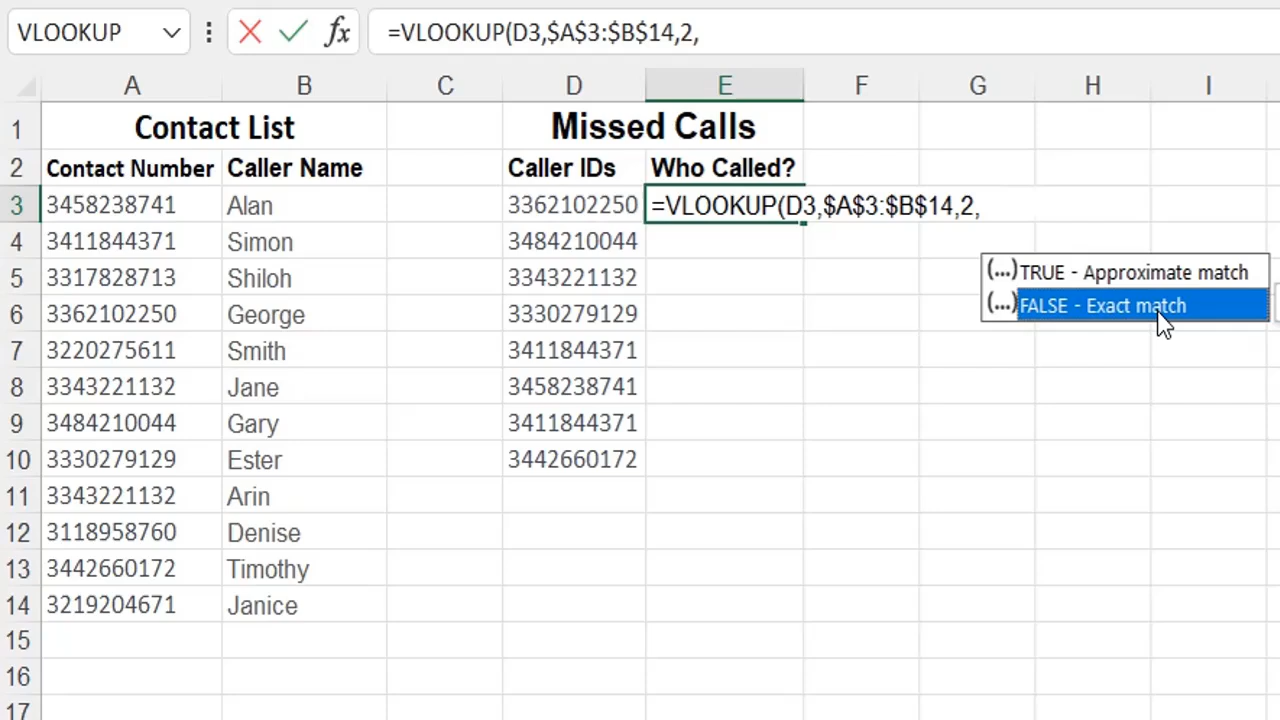 VLOOKUP fx =VLOOKUP(D3,$A$3:$B$14,2,
A B C D E F G H I
1 Contact List Missed Calls
2 Contact Number Caller Name Caller IDs Who Called?
3 3458238741 Alan 3362102250 =VLOOKUP(D3,$A$3:$B$14,2,
4 3411844371 Simon 3484210044
(...) TRUE - Approximate match
5 3317828713 Shiloh 3343221132
(...) FALSE - Exact match
6 3362102250 George 3330279129
7 3220275611 Smith 3411844371
8 3343221132 Jane 3458238741
9 3484210044 Gary 3411844371
10 3330279129 Ester 3442660172
11 3343221132 Arin
12 3118958760 Denise
13 3442660172 Timothy
14 3219204671 Janice
15
16
17